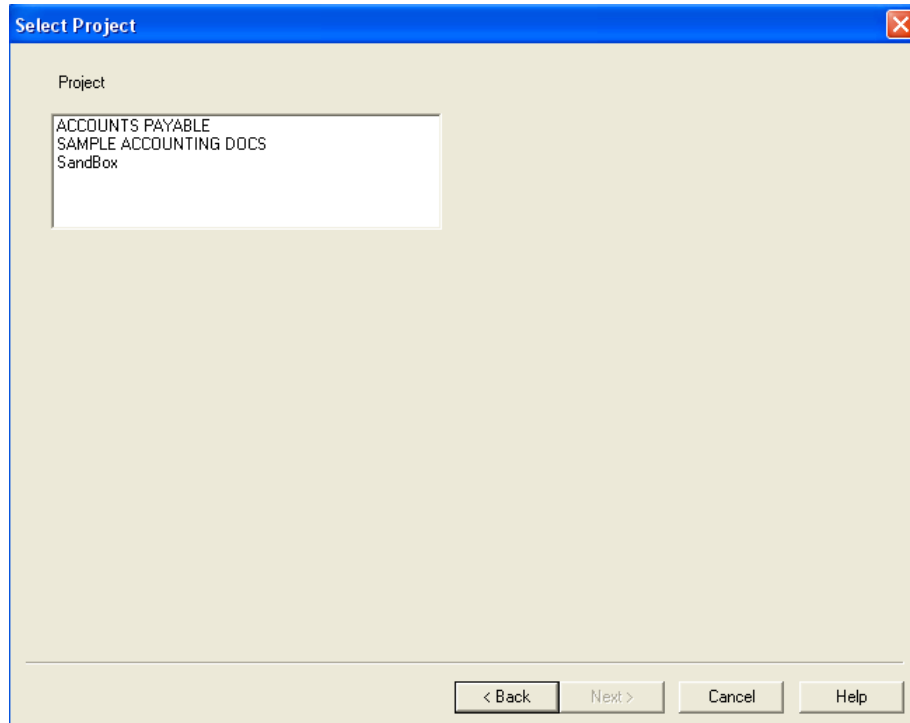 Select Project
Project
ACCOUNTS PAYABLE
SAMPLE ACCOUNTING DOCS
SandBox
< Back
Next >
Cancel
Help